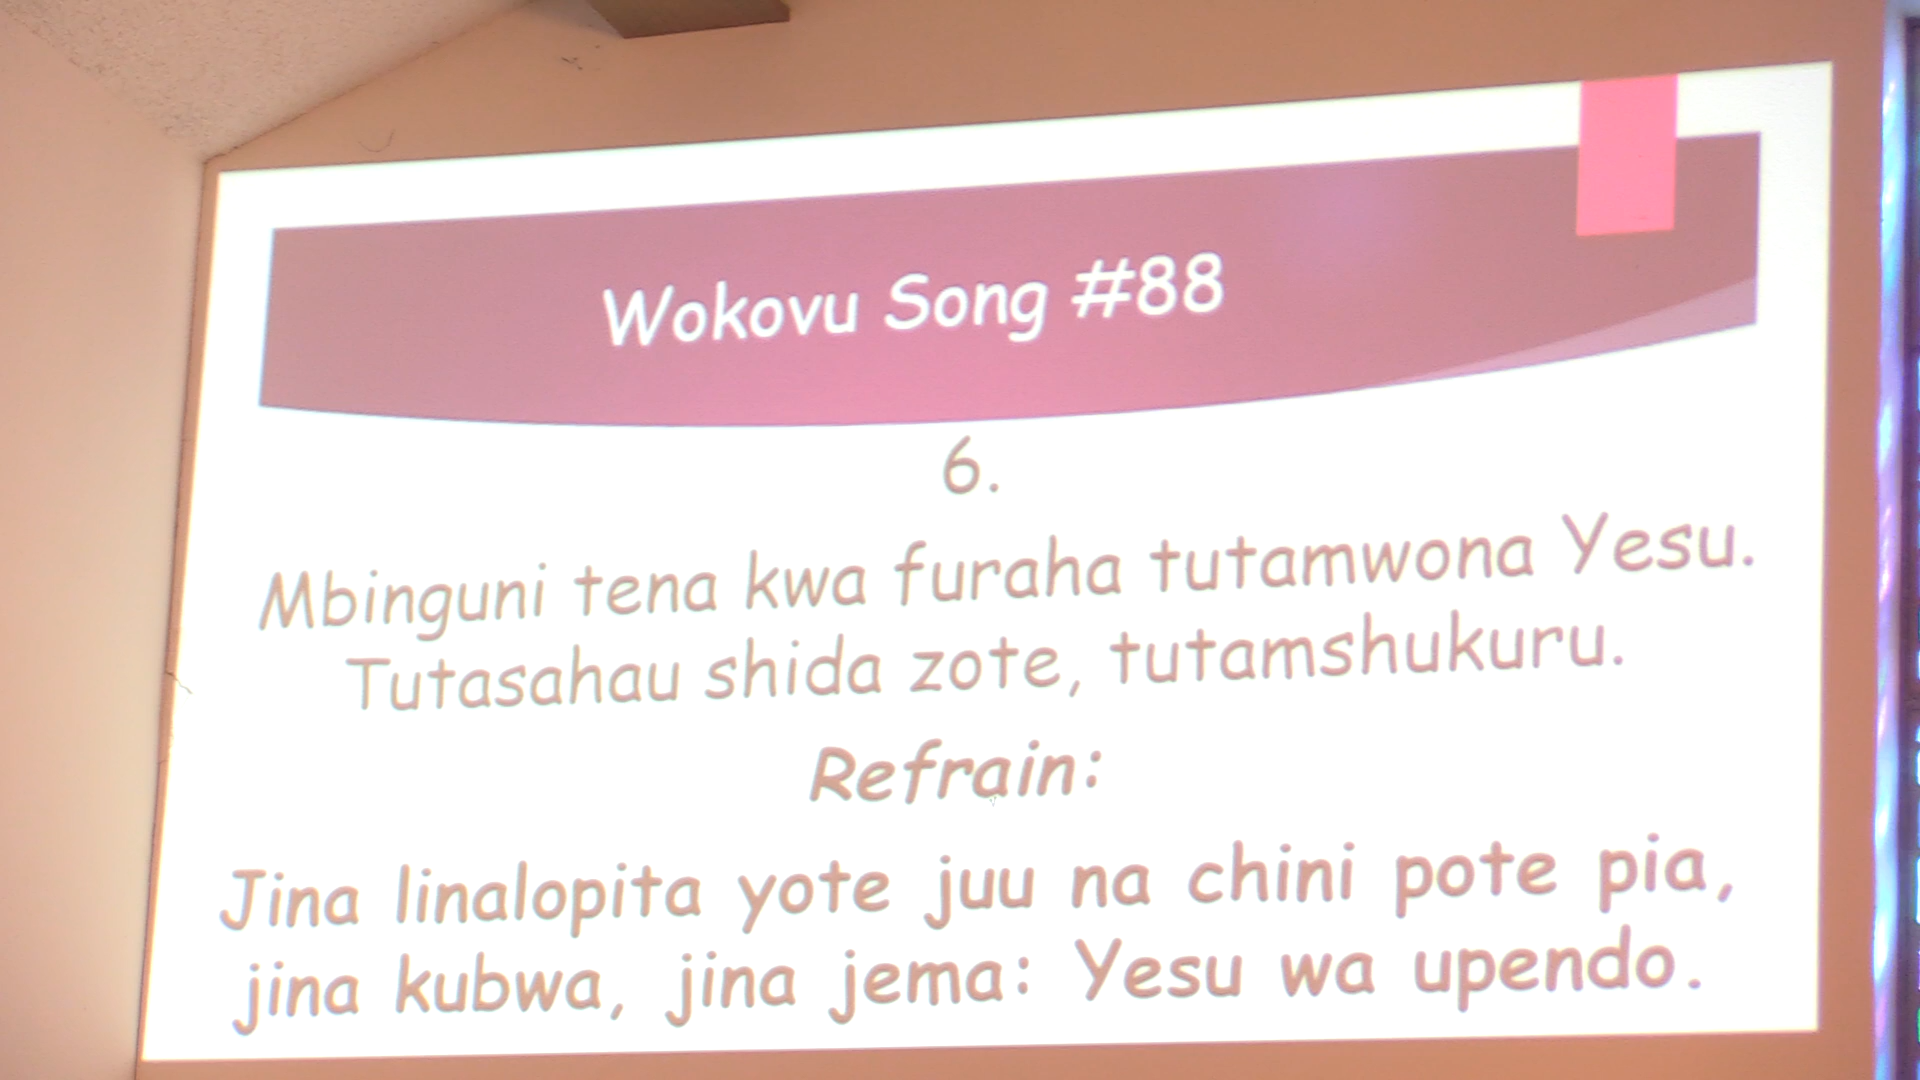 Wokovu Song #88
6.
Mbinguni tena kwa furaha tutamwona Yesu.
Tutasahau shida zote, tutamshukuru.
Refrain:
Jina linalopita yote juu na chini pote pia,
jina kubwa, jina jema: Yesu wa upendo.